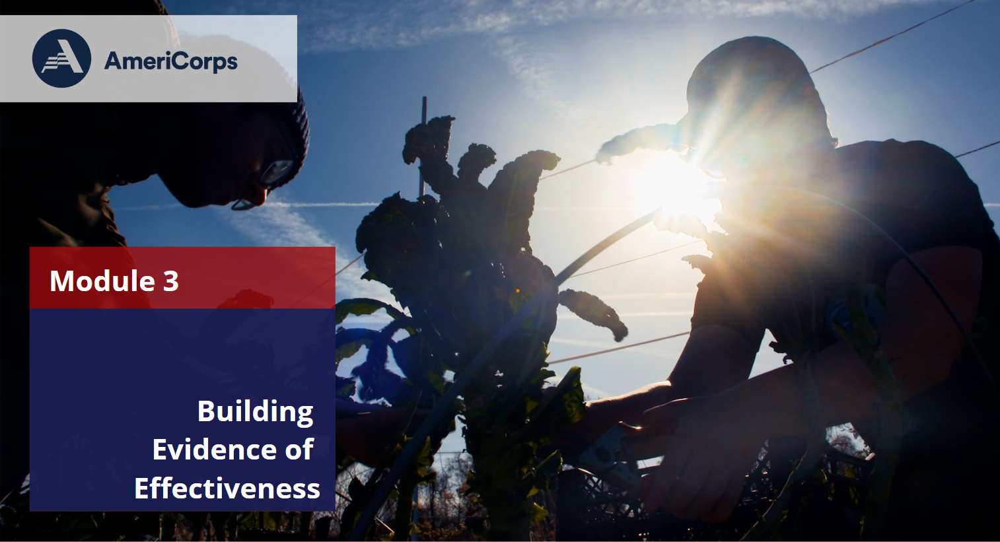 AmeriCorps
Module 3
Building
Evidence of
Effectiveness